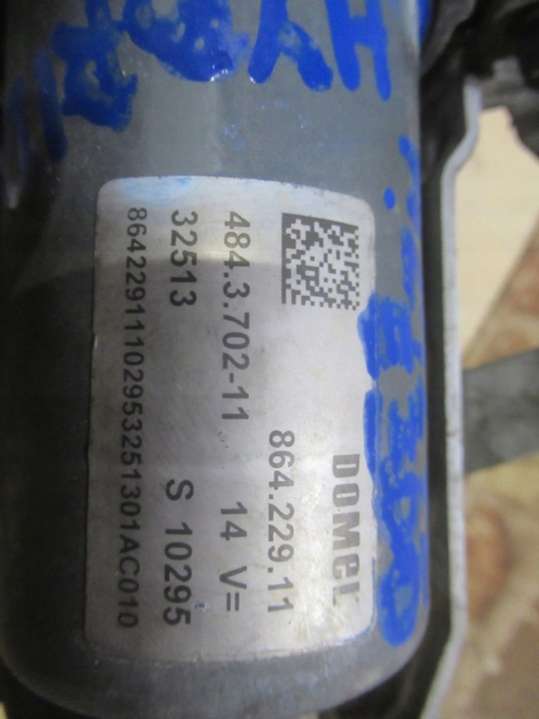 DOMEL
864.229.11
484.3.702-11 14 V=
32513 S 10295
86422911102953251301AC010